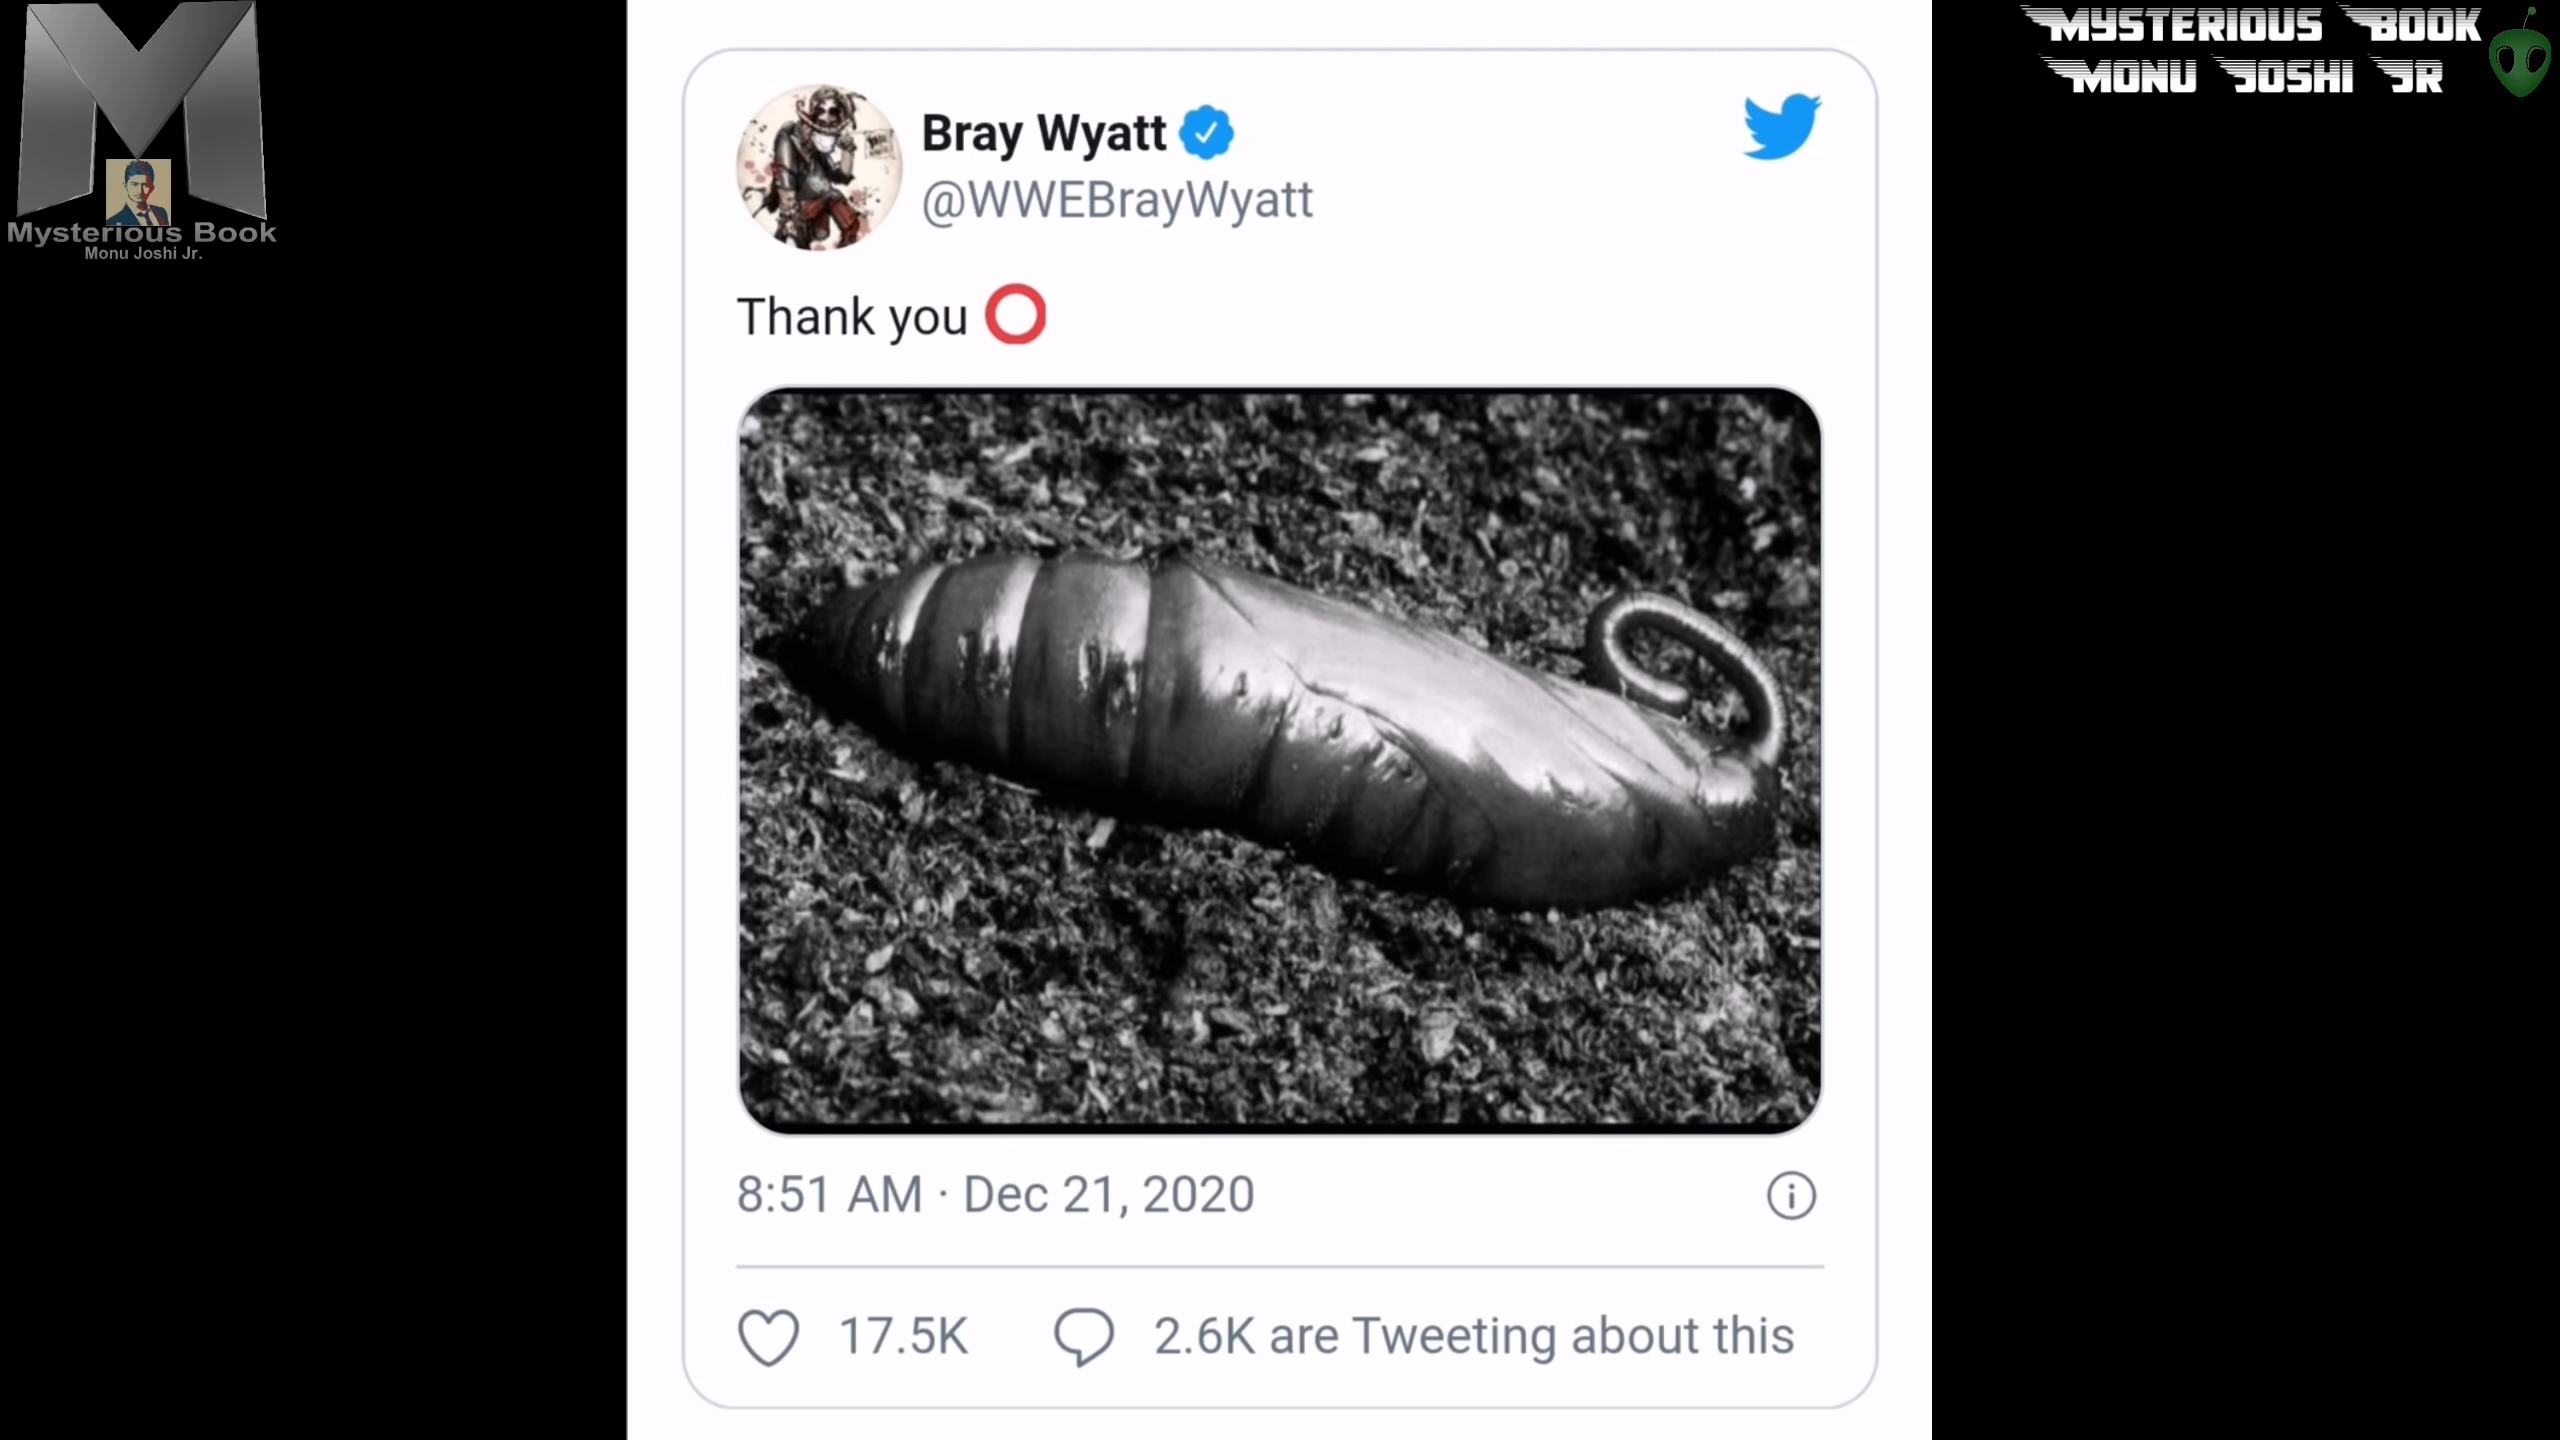 Mysterious Book
Monu Joshi Jr.
MYSTERIOUS BOOK
MONU JOSHI JR
Bray Wyatt
@WWEBrayWyatt
Thank you ⭕
8:51 AM · Dec 21, 2020
17.5K
2.6K are Tweeting about this